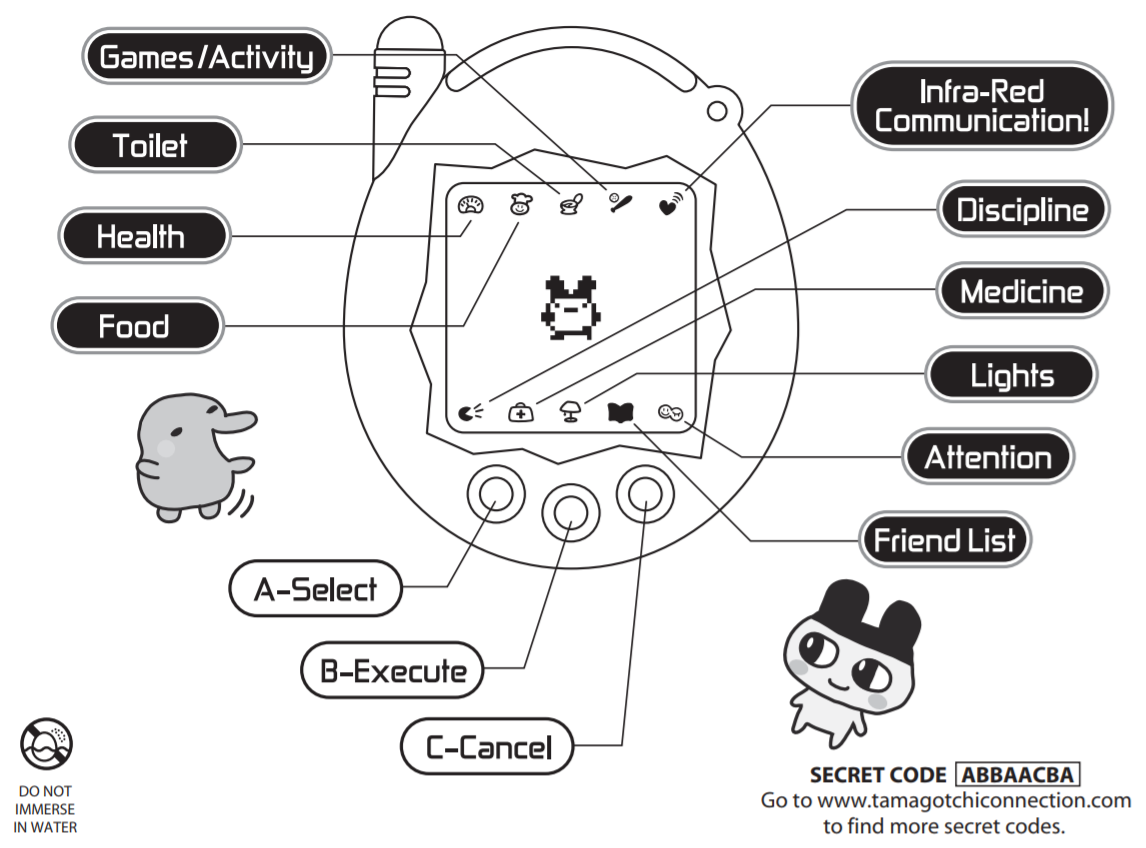 Games/Activity
Toilet
Health
Food
Infra-Red
Communication!
Discipline
Medicine
Lights
Attention
Friend List
A-Select
B-Execute
C-Cancel
DO NOT
IMMERSE
IN WATER
SECRET CODE ABBAACBA
Go to www.tamagotchiconnection.com
to find more secret codes.